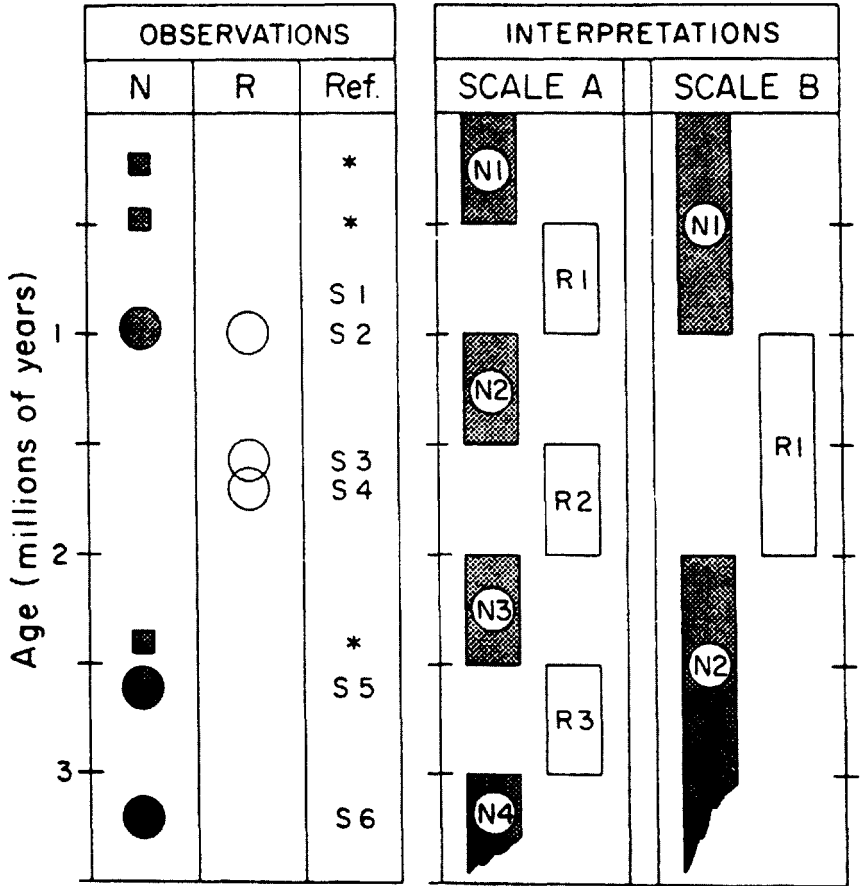 OBSERVATIONS INTERPRETATIONS
N R Ref. SCALE A SCALE B
Age (millions of years)
*
N1
*
N1
S 1
R1
1 S 2
N2
S 3
R1
S 4
R2
2
N3
*
N2
S 5
R3
3
S 6
N4